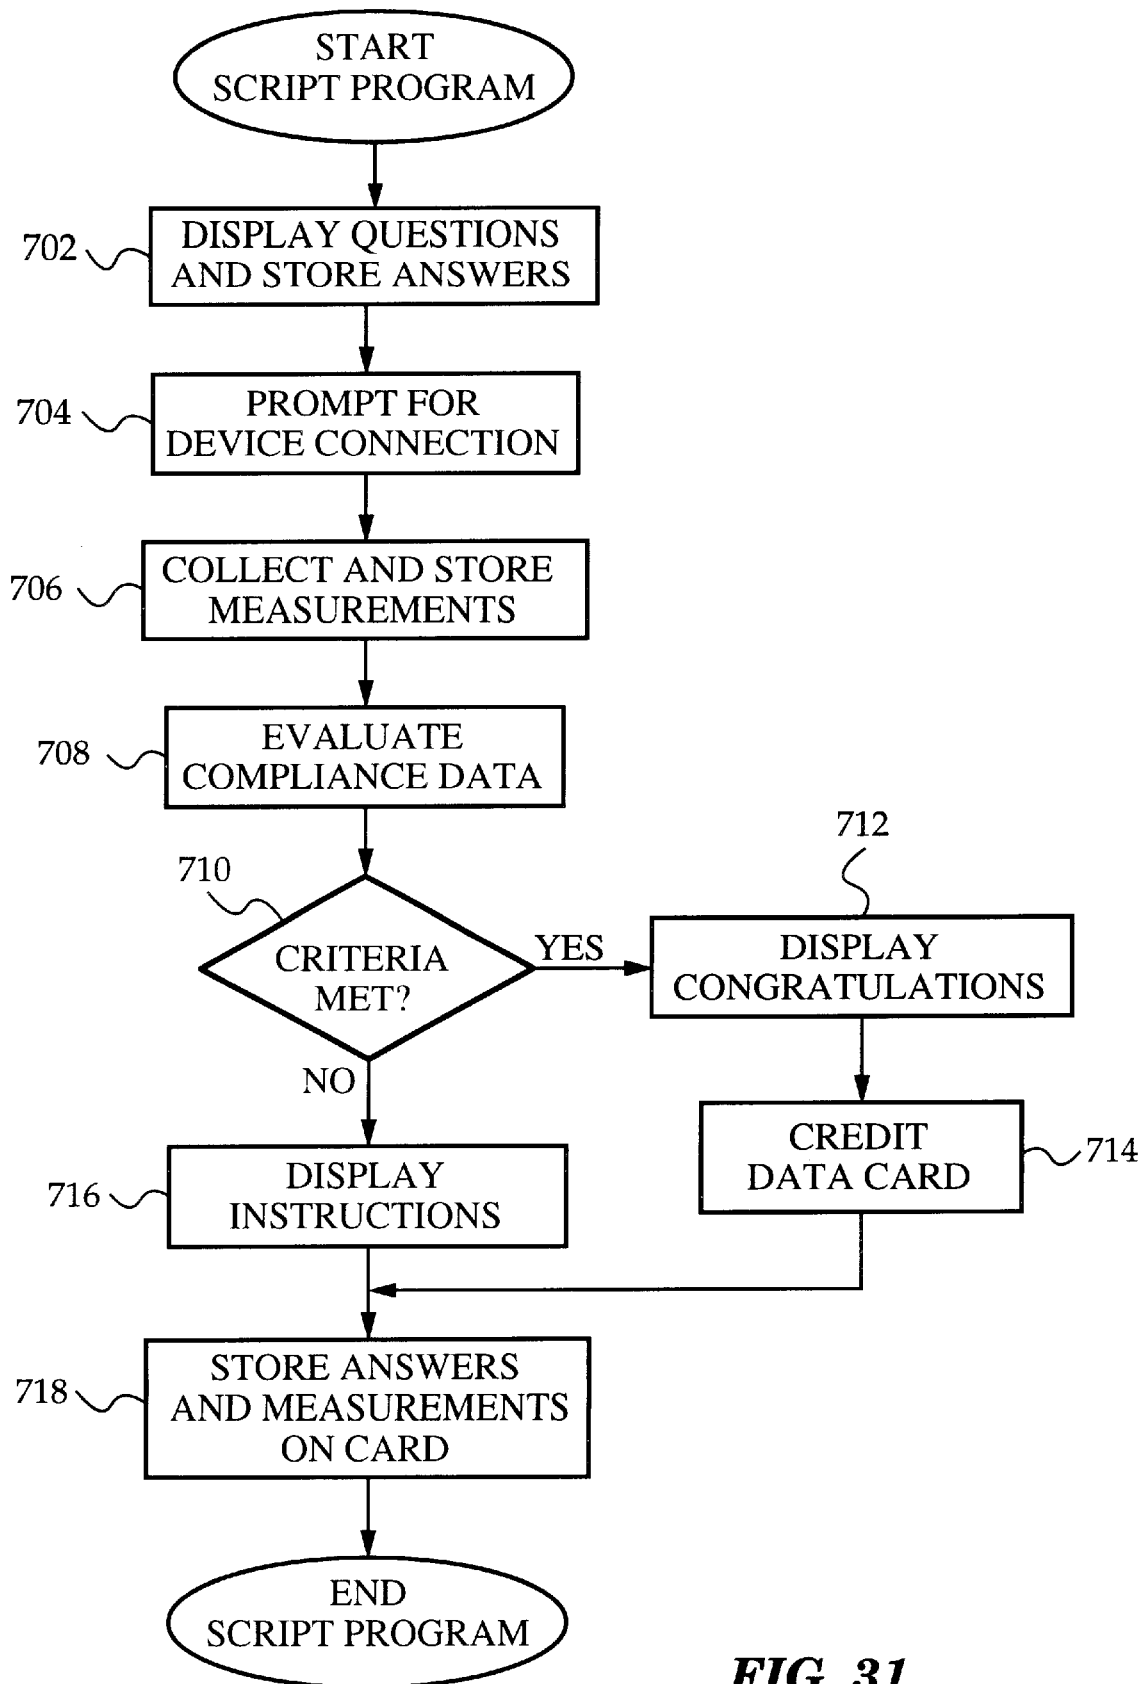 START
SCRIPT PROGRAM
702
DISPLAY QUESTIONS
AND STORE ANSWERS
704
PROMPT FOR
DEVICE CONNECTION
706
COLLECT AND STORE
MEASUREMENTS
708
EVALUATE
COMPLIANCE DATA
710
CRITERIA
MET?
YES
712
DISPLAY
CONGRATULATIONS
NO
CREDIT
DATA CARD
714
716
DISPLAY
INSTRUCTIONS
718
STORE ANSWERS
AND MEASUREMENTS
ON CARD
END
SCRIPT PROGRAM
FIG. 31